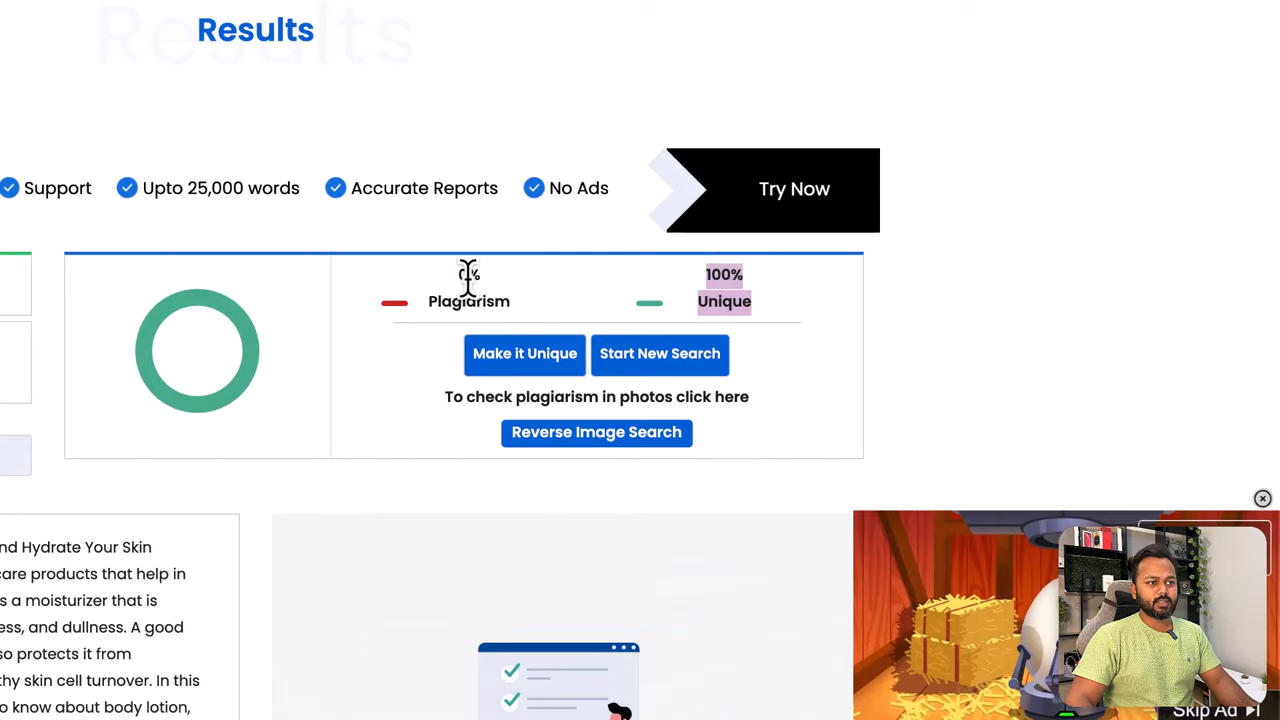 Results
Results
Support
Upto 25,000 words
Accurate Reports
No Ads
Try Now
0%
Plagiarism
100%
Unique
Make it Unique
Start New Search
To check plagiarism in photos click here
Reverse Image Search
nd Hydrate Your Skin
care products that help in
s a moisturizer that is
ess, and dullness. A good
so protects it from
thy skin cell turnover. In this
o know about body lotion,
Skip Ad